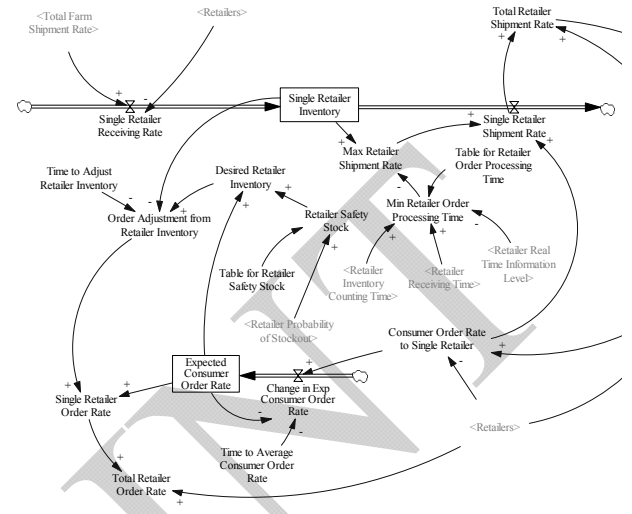 <Total Farm
Shipment Rate>
<Retailers>
Total Retailer
Shipment Rate
+
+
+
-
Single Retailer
Receiving Rate
Single Retailer
Inventory
+
+
+
Single Retailer
Shipment Rate
+
Max Retailer
Shipment Rate
-
Table for Retailer
Order Processing
Time
+
Time to Adjust
Retailer Inventory
-
-
Desired Retailer
Inventory
+
+
+
Order Adjustment from
Retailer Inventory
Retailer Safety
Stock
+
+
Min Retailer Order
Processing Time
+
+
-
Table for Retailer
Safety Stock
<Retailer
Inventory
Counting Time>
<Retailer
Receiving Time>
<Retailer Real
Time Information
Level>
<Retailer Probability
of Stockout>
Consumer Order Rate
to Single Retailer
+
-
Expected
Consumer
Order Rate
+
Change in Exp
Consumer Order
Rate
-
-
+
Single Retailer
Order Rate
+
Time to Average
Consumer Order
Rate
<Retailers>
+
Total Retailer
Order Rate
+
INT